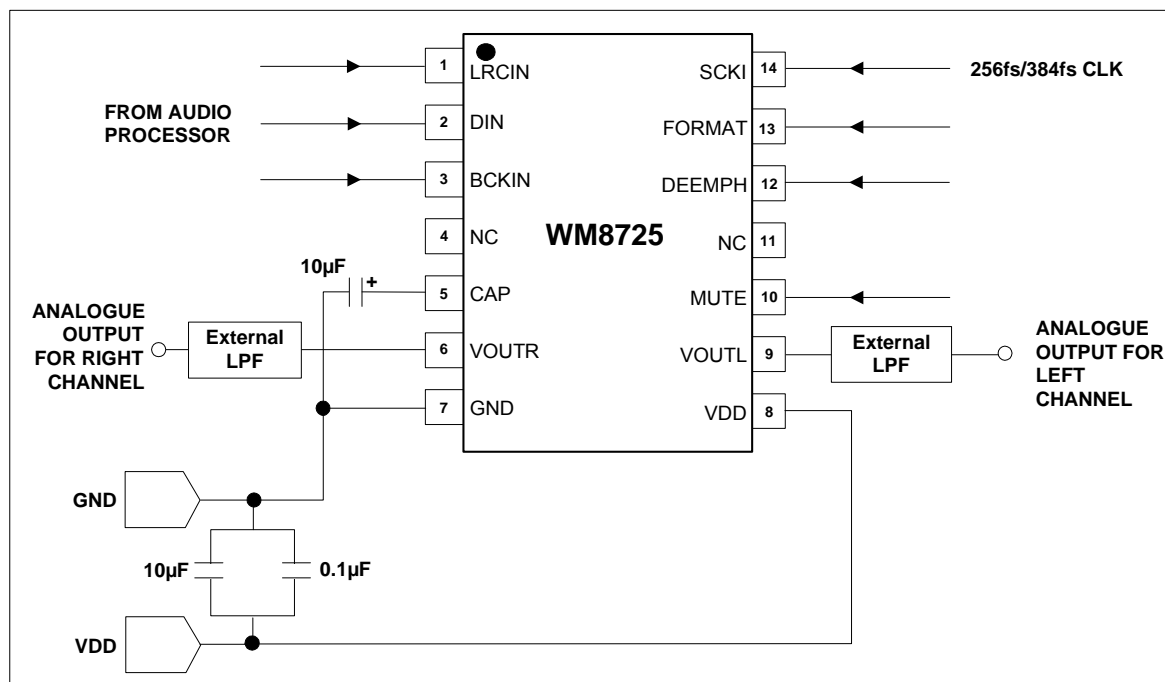 1
LRCIN
SCKI
14
256fs/384fs CLK
FROM AUDIO
PROCESSOR
2
DIN
FORMAT
13
3
BCKIN
DEEMPH
12
4
NC
WM8725
NC
11
10µF
+
5
CAP
MUTE
10
ANALOGUE
OUTPUT
FOR RIGHT
CHANNEL
External
LPF
6
VOUTR
VOUTL
9
External
LPF
ANALOGUE
OUTPUT FOR
LEFT
CHANNEL
7
GND
VDD
8
GND
10µF
0.1µF
VDD